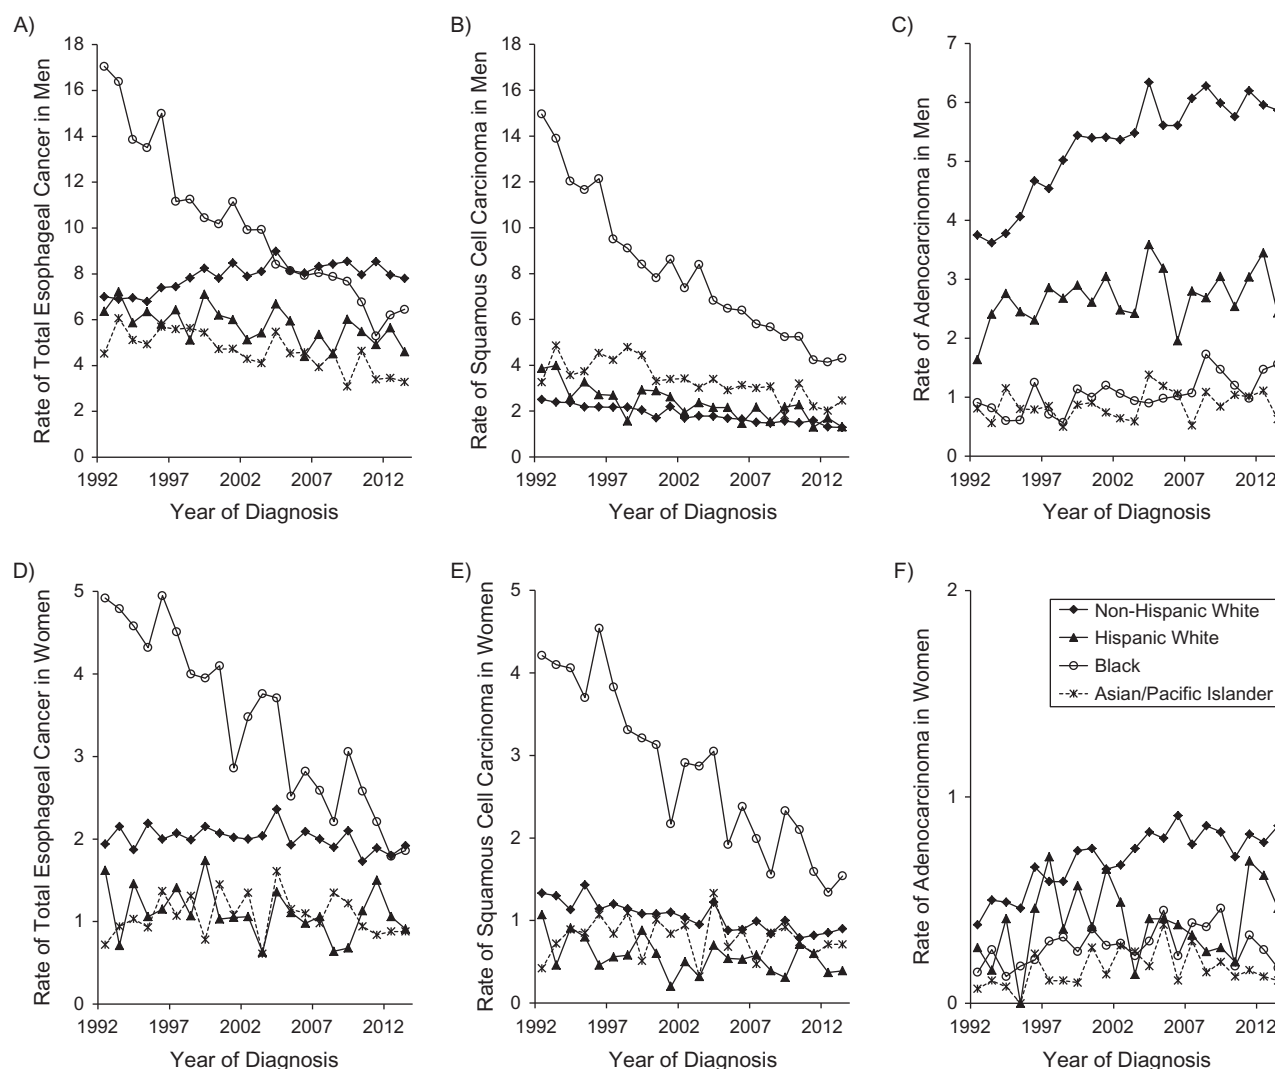 A)
Rate of Total Esophageal Cancer in Men
18
16
14
12
10
8
6
4
2
0
1992 1997 2002 2007 2012
Year of Diagnosis
B)
Rate of Squamous Cell Carcinoma in Men
18
16
14
12
10
8
6
4
2
0
1992 1997 2002 2007 2012
Year of Diagnosis
C)
Rate of Adenocarcinoma in Men
7
6
5
4
3
2
1
0
1992 1997 2002 2007 2012
Year of Diagnosis
D)
Rate of Total Esophageal Cancer in Women
5
4
3
2
1
0
1992 1997 2002 2007 2012
Year of Diagnosis
E)
Rate of Squamous Cell Carcinoma in Women
5
4
3
2
1
0
1992 1997 2002 2007 2012
Year of Diagnosis
F)
Rate of Adenocarcinoma in Women
2
1
0
1992 1997 2002 2007 2012
Year of Diagnosis
Non-Hispanic White
Hispanic White
Black
Asian/Pacific Islander